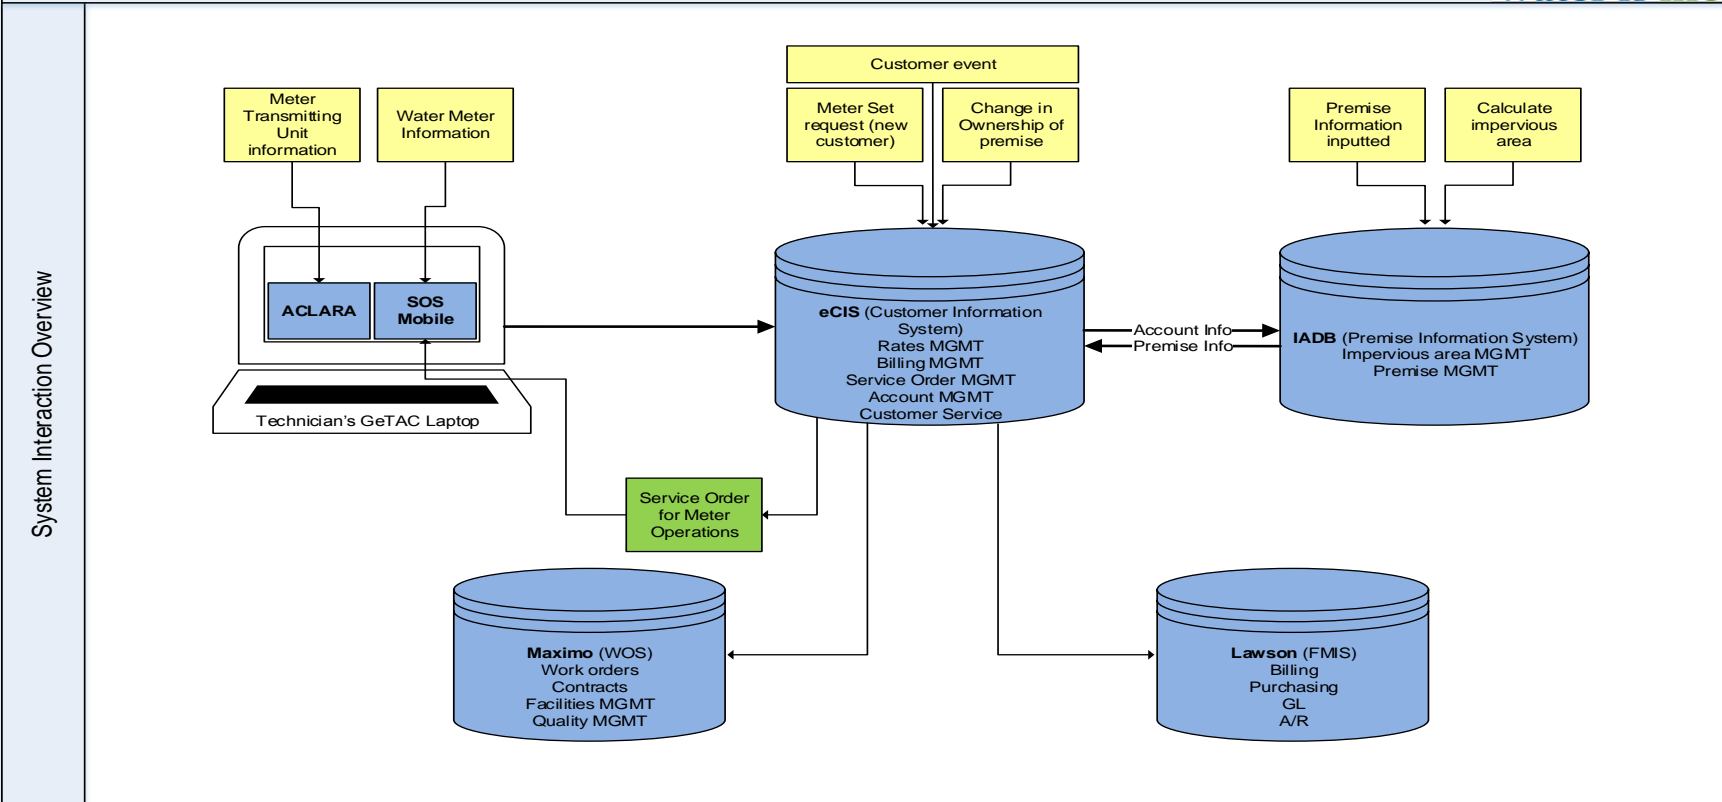 System Interaction Overview
Customer event
Meter
Transmitting
Unit
information
Water Meter
Information
Meter Set
request (new
customer)
Change in
Ownership of
premise
Premise
Information
inputted
Calculate
impervious
area
ACLARA
SOS
Mobile
Technician's GeTAC Laptop
eCIS (Customer Information
System)
Rates MGMT
Billing MGMT
Service Order MGMT
Account MGMT
Customer Service
Account Info
Premise Info
IADB (Premise Information System)
Impervious area MGMT
Premise MGMT
Service Order
for Meter
Operations
Maximo (WOS)
Work orders
Contracts
Facilities MGMT
Quality MGMT
Lawson (FMIS)
Billing
Purchasing
GL
A/R